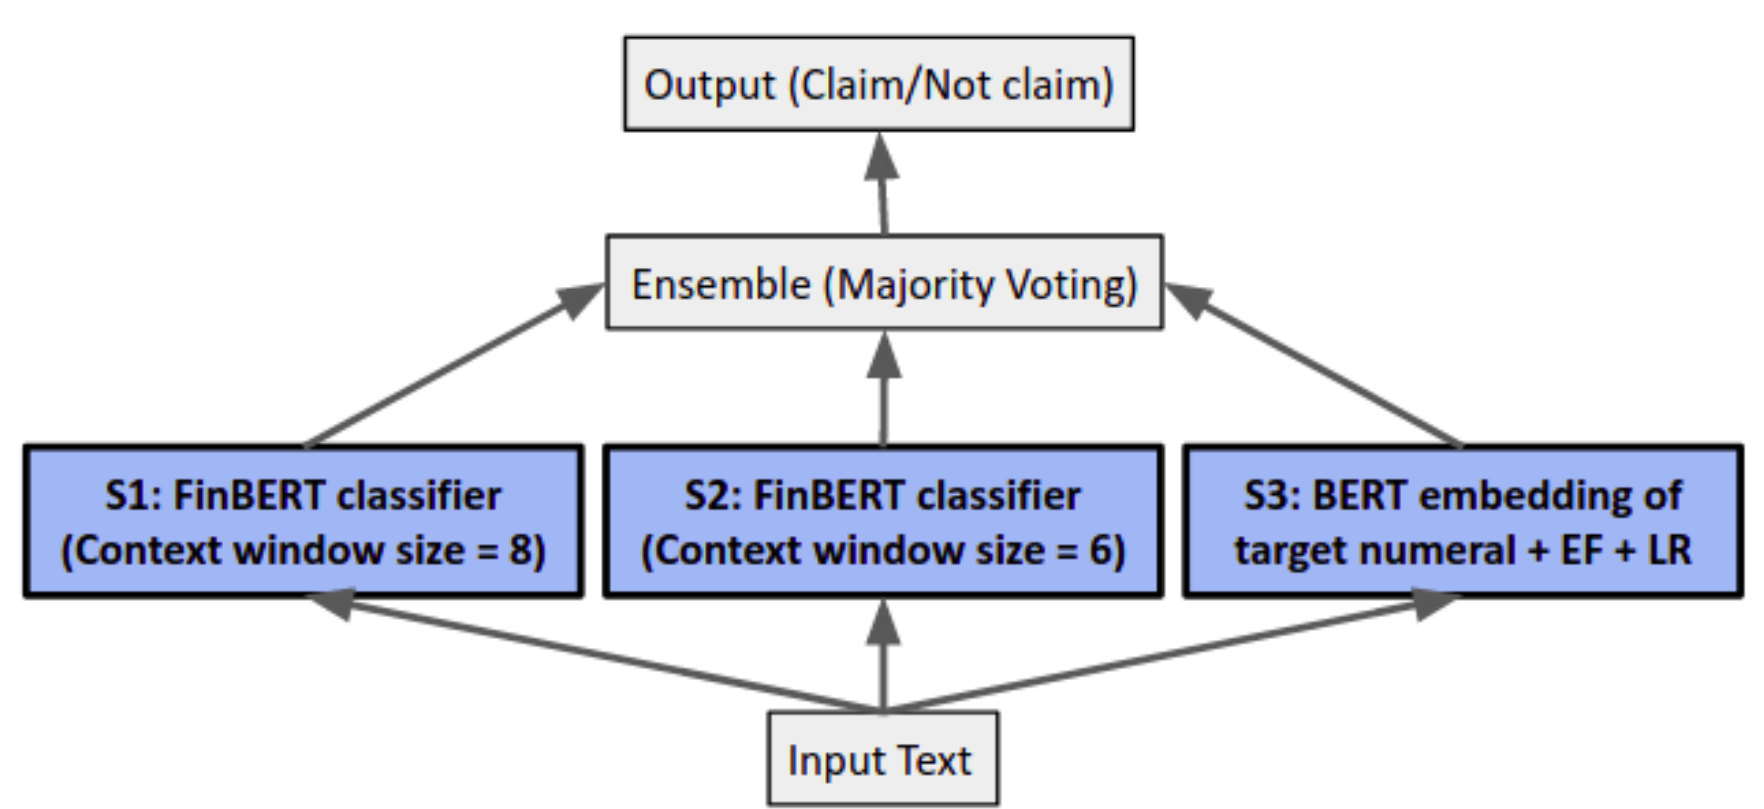 Output (Claim/Not claim)
Ensemble (Majority Voting)
S1: FinBERT classifier
(Context window size = 8)
S2: FinBERT classifier
(Context window size = 6)
S3: BERT embedding of
target numeral + EF + LR
Input Text